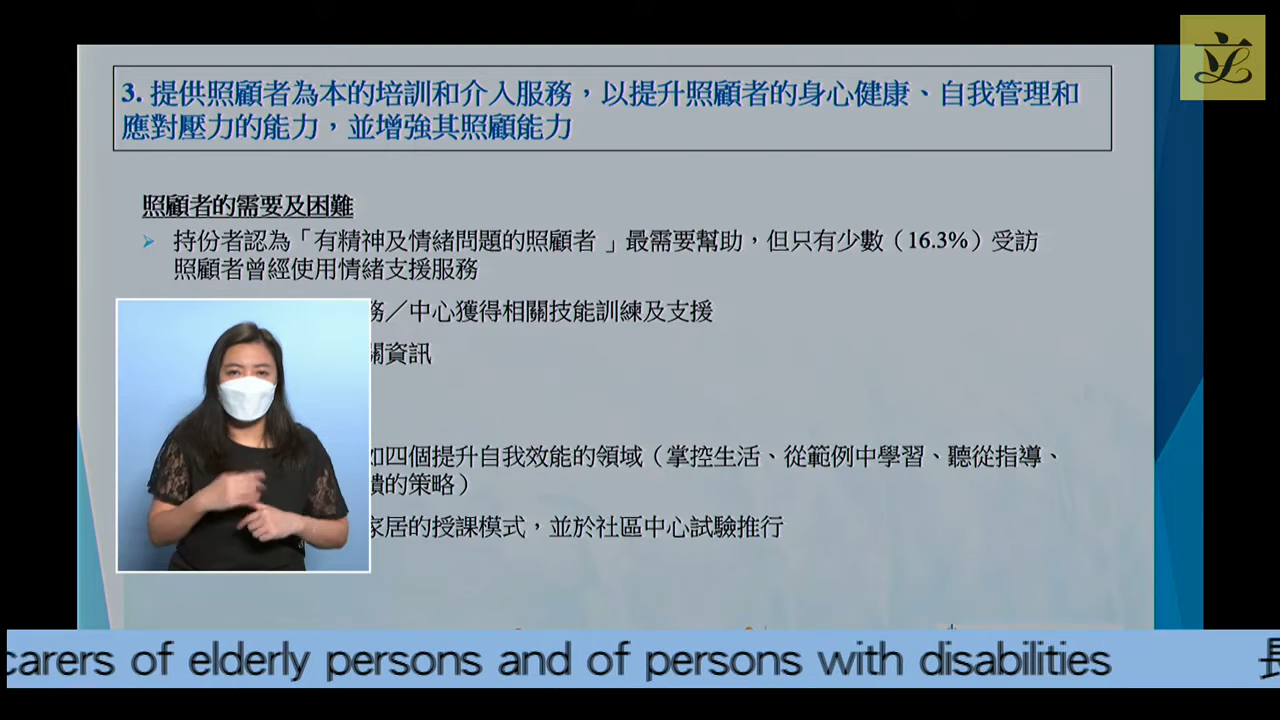 立
3. 提供照顧者為本的培訓和介入服務，以提升照顧者的身心健康、自我管理和
應對壓力的能力，並增強其照顧能力
照顧者的需要及困難
持份者認為「有精神及情緒問題的照顧者 」最需要幫助，但只有少數（16.3%）受訪
照顧者曾經使用情緒支援服務
務／中心獲得相關技能訓練及支援
關資訊
如四個提升自我效能的領域（掌控生活、從範例中學習、聽從指導、
饋的策略）
家居的授課模式，並於社區中心試驗推行
carers of elderly persons and of persons with disabilities 長